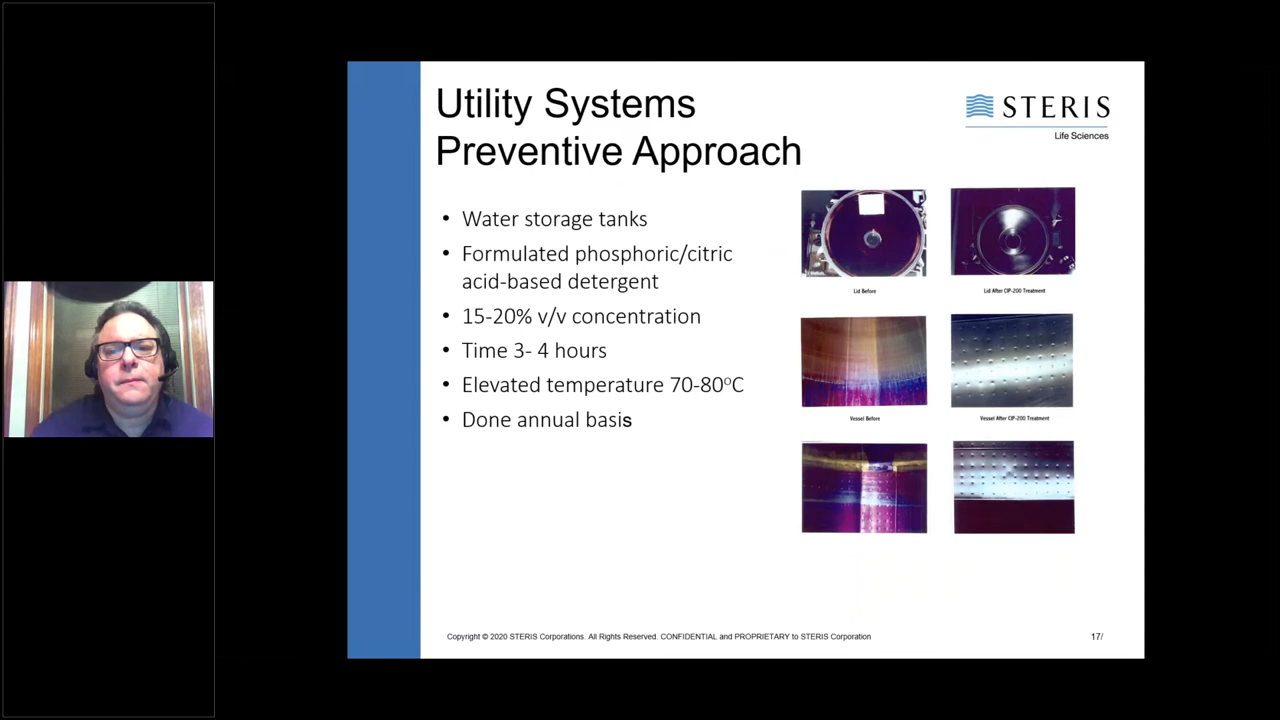 Utility Systems
Preventive Approach
STERIS
Life Sciences
• Water storage tanks
• Formulated phosphoric/citric
acid-based detergent
• 15-20% v/v concentration
• Time 3- 4 hours
• Elevated temperature 70-80°C
• Done annual basis
Lid Before
Lid After CIP-200 Treatment
Vessel Before
Vessel After CIP-200 Treatment
Copyright © 2020 STERIS Corporations. All Rights Reserved. CONFIDENTIAL and PROPRIETARY to STERIS Corporation
17/